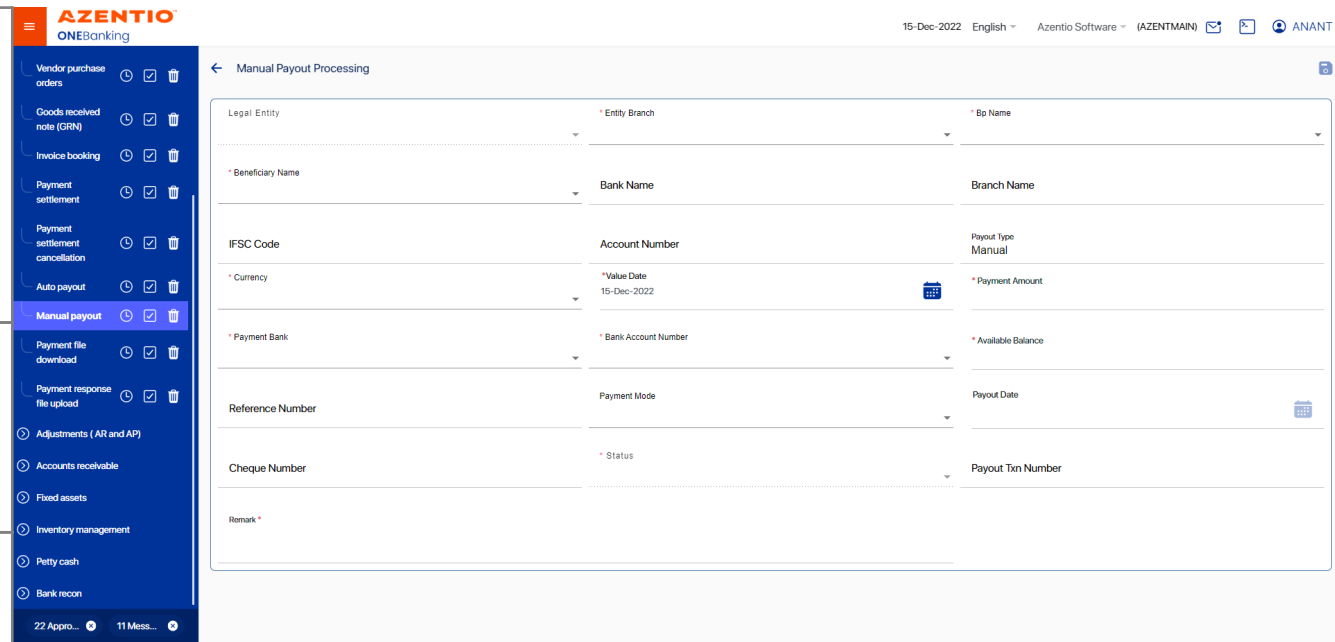 AZENTIO
ONEBanking
15-Dec-2022 English Azentio Software (AZENTMAIN) ANANT
Vendor purchase
orders
Goods received
note (GRN)
Invoice booking
Payment
settlement
Payment
settlement
cancellation
Auto payout
Manual payout
Payment file
download
Payment response
file upload
Adjustments ( AR and AP)
Accounts receivable
Fixed assets
Inventory management
Petty cash
Bank recon
22 Appro... 11 Mess...
Manual Payout Processing
Legal Entity * Entity Branch * Bp Name
* Beneficiary Name Bank Name Branch Name
IFSC Code Account Number Payout Type
Manual
* Currency *Value Date * Payment Amount
15-Dec-2022
* Payment Bank * Bank Account Number * Available Balance
Reference Number Payment Mode Payout Date
Cheque Number * Status Payout Txn Number
Remark *